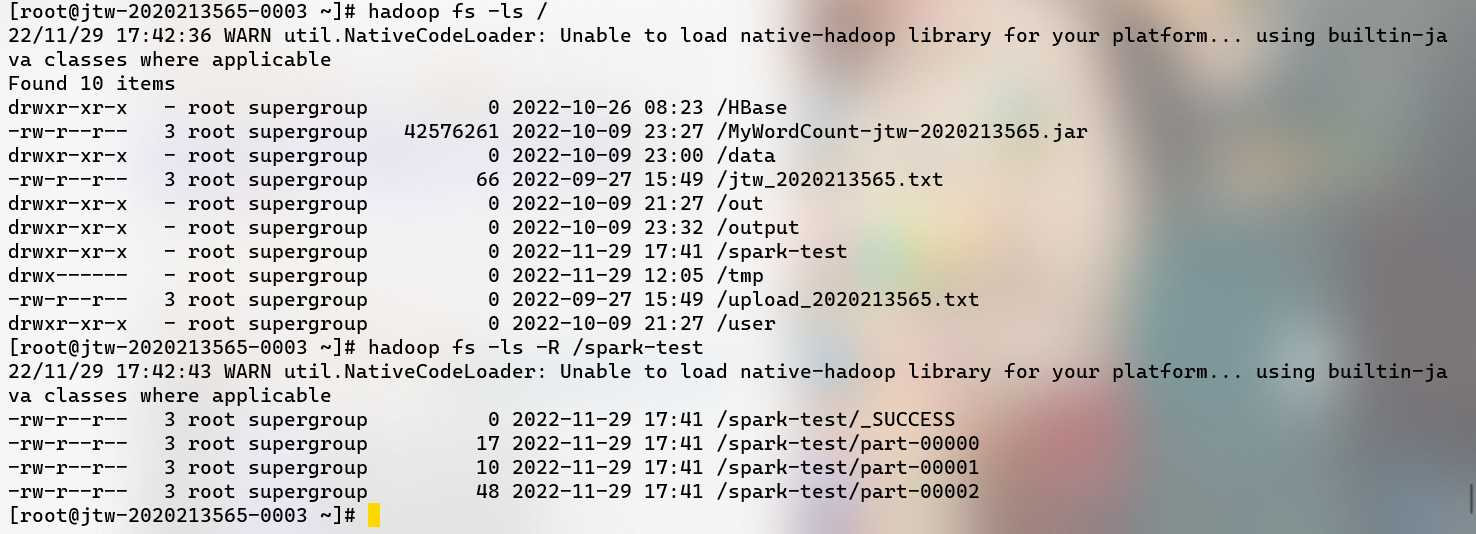 [root@jtw-2020213565-0003 ~]# hadoop fs -ls /
22/11/29 17:42:36 WARN util.NativeCodeLoader: Unable to load native-hadoop library for your platform... using builtin-ja
va classes where applicable
Found 10 items
drwxr-xr-x   - root supergroup          0 2022-10-26 08:23 /HBase
-rw-r--r--   3 root supergroup   42576261 2022-10-09 23:27 /MyWordCount-jtw-2020213565.jar
drwxr-xr-x   - root supergroup          0 2022-10-09 23:00 /data
-rw-r--r--   3 root supergroup         66 2022-09-27 15:49 /jtw_2020213565.txt
drwxr-xr-x   - root supergroup          0 2022-10-09 21:27 /out
drwxr-xr-x   - root supergroup          0 2022-10-09 23:32 /output
drwxr-xr-x   - root supergroup          0 2022-11-29 17:41 /spark-test
drwx------   - root supergroup          0 2022-11-29 12:05 /tmp
-rw-r--r--   3 root supergroup          0 2022-09-27 15:49 /upload_2020213565.txt
drwxr-xr-x   - root supergroup          0 2022-10-09 21:27 /user
[root@jtw-2020213565-0003 ~]# hadoop fs -ls -R /spark-test
22/11/29 17:42:43 WARN util.NativeCodeLoader: Unable to load native-hadoop library for your platform... using builtin-ja
va classes where applicable
-rw-r--r--   3 root supergroup          0 2022-11-29 17:41 /spark-test/_SUCCESS
-rw-r--r--   3 root supergroup         17 2022-11-29 17:41 /spark-test/part-00000
-rw-r--r--   3 root supergroup         10 2022-11-29 17:41 /spark-test/part-00001
-rw-r--r--   3 root supergroup         48 2022-11-29 17:41 /spark-test/part-00002
[root@jtw-2020213565-0003 ~]#